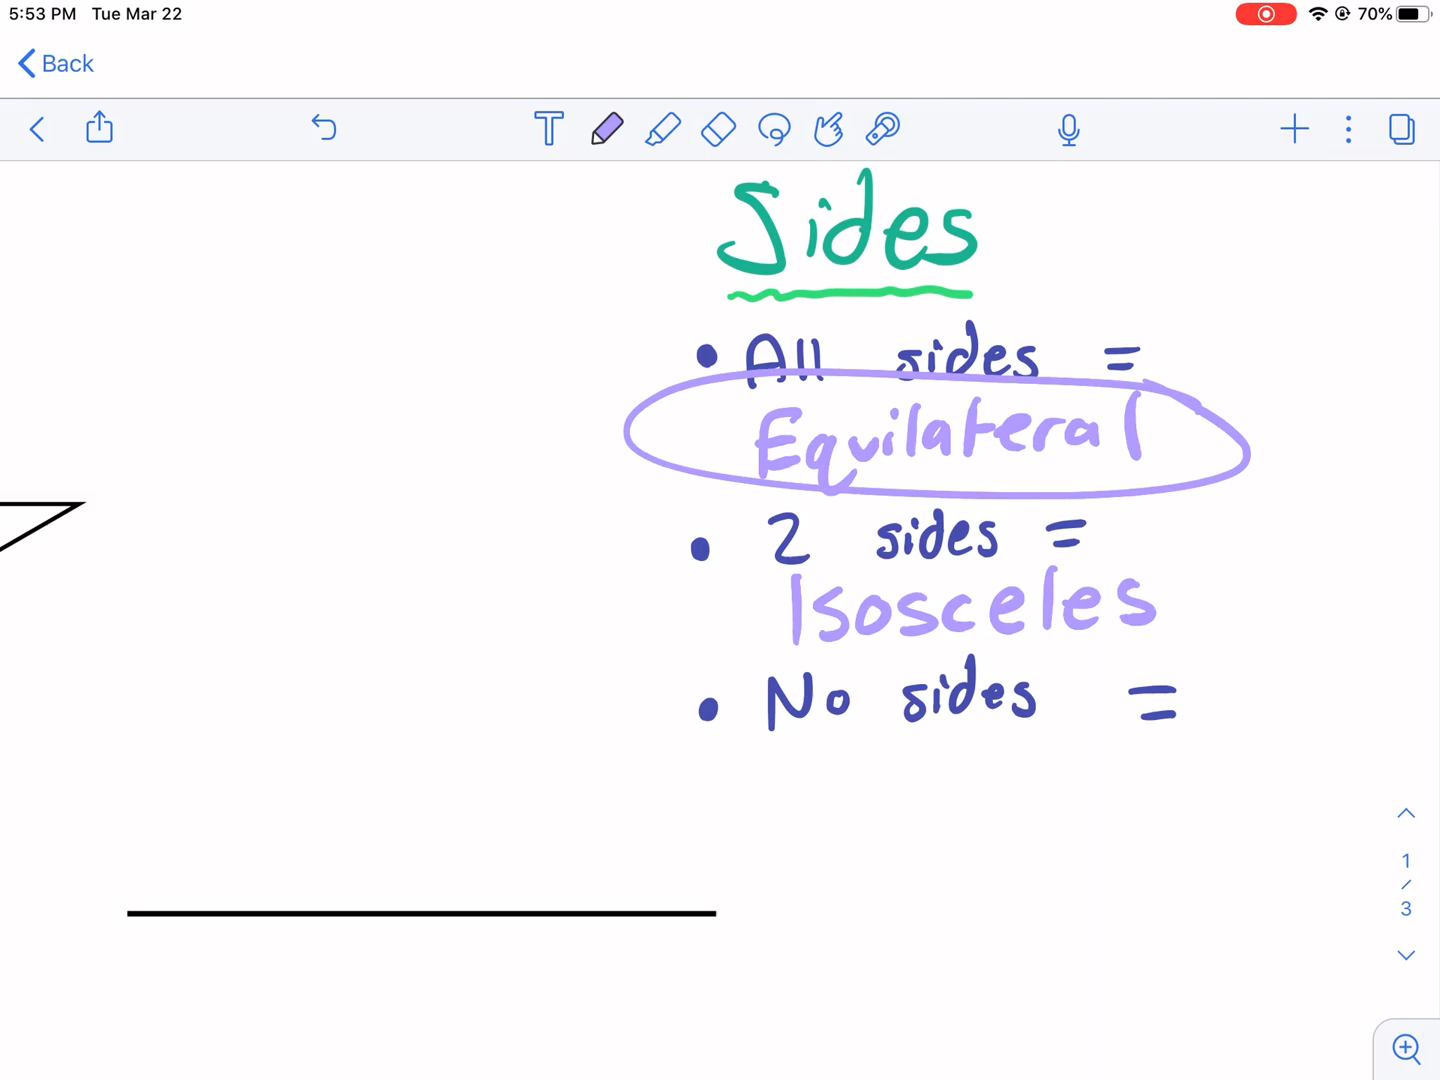 5:53 PM Tue Mar 22 70%
Back
T
Sides
• All sides =
Equilateral
• 2 sides =
Isosceles
• No sides =
1
/
3